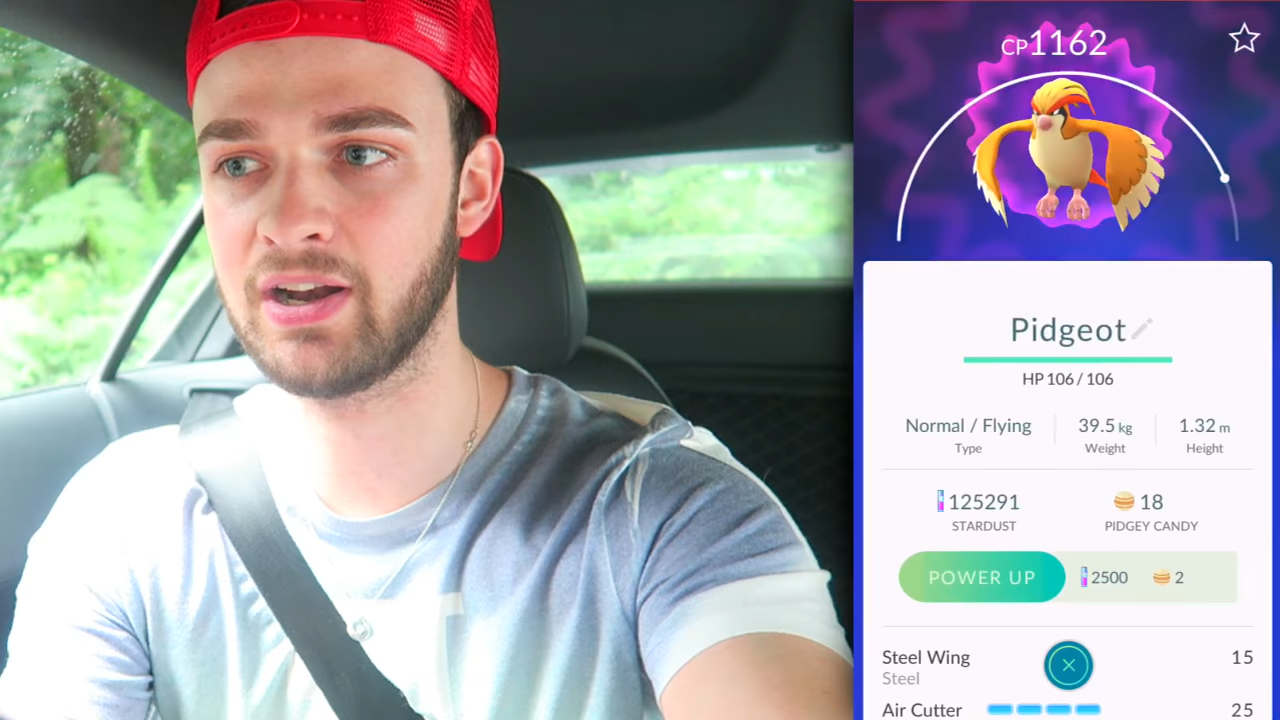 CP1162
Pidgeot
HP 106 / 106
Normal / Flying
39.5 kg
1.32 m
Type
Weight
Height
125291
18
STARDUST
PIDGEY CANDY
POWER UP
2500
2
Steel Wing
15
Steel
Air Cutter
25